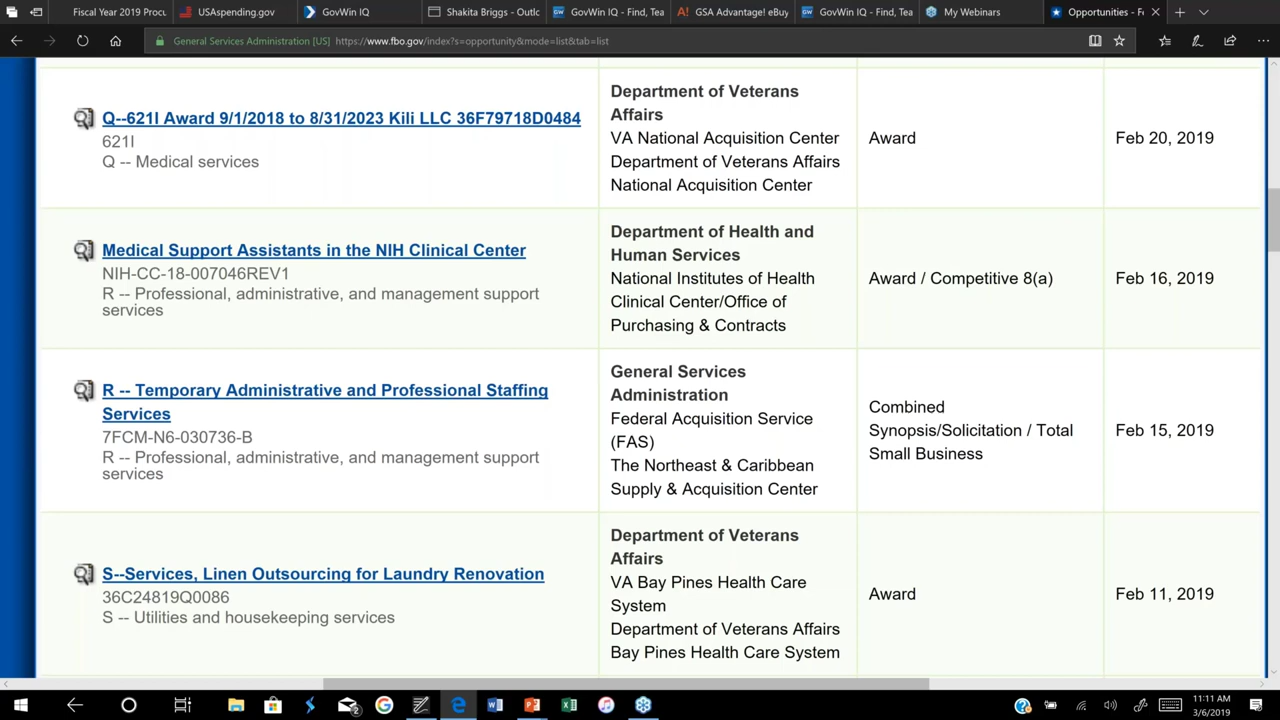 Fiscal Year 2019 Procu
USAspending.gov
GovWin IQ
Shakita Briggs - Outlc
GovWin IQ - Find, Tea
GSA Advantage! eBuy
GovWin IQ - Find, Tea
My Webinars
Opportunities - Fe
General Services Administration [US]
https://www.fbo.gov/index?s=opportunity&mode=list&tab=list
Q--621I Award 9/1/2018 to 8/31/2023 Kili LLC 36F79718D0484
621I
Q -- Medical services
Department of Veterans
Affairs
VA National Acquisition Center
Department of Veterans Affairs
National Acquisition Center
Award
Feb 20, 2019
Medical Support Assistants in the NIH Clinical Center
NIH-CC-18-007046REV1
R -- Professional, administrative, and management support
services
Department of Health and
Human Services
National Institutes of Health
Clinical Center/Office of
Purchasing & Contracts
Award / Competitive 8(a)
Feb 16, 2019
R -- Temporary Administrative and Professional Staffing
Services
7FCM-N6-030736-B
R -- Professional, administrative, and management support
services
General Services
Administration
Federal Acquisition Service
(FAS)
The Northeast & Caribbean
Supply & Acquisition Center
Combined
Synopsis/Solicitation / Total
Small Business
Feb 15, 2019
S--Services, Linen Outsourcing for Laundry Renovation
36C24819Q0086
S -- Utilities and housekeeping services
Department of Veterans
Affairs
VA Bay Pines Health Care
System
Department of Veterans Affairs
Bay Pines Health Care System
Award
Feb 11, 2019
11:11 AM
3/6/2019